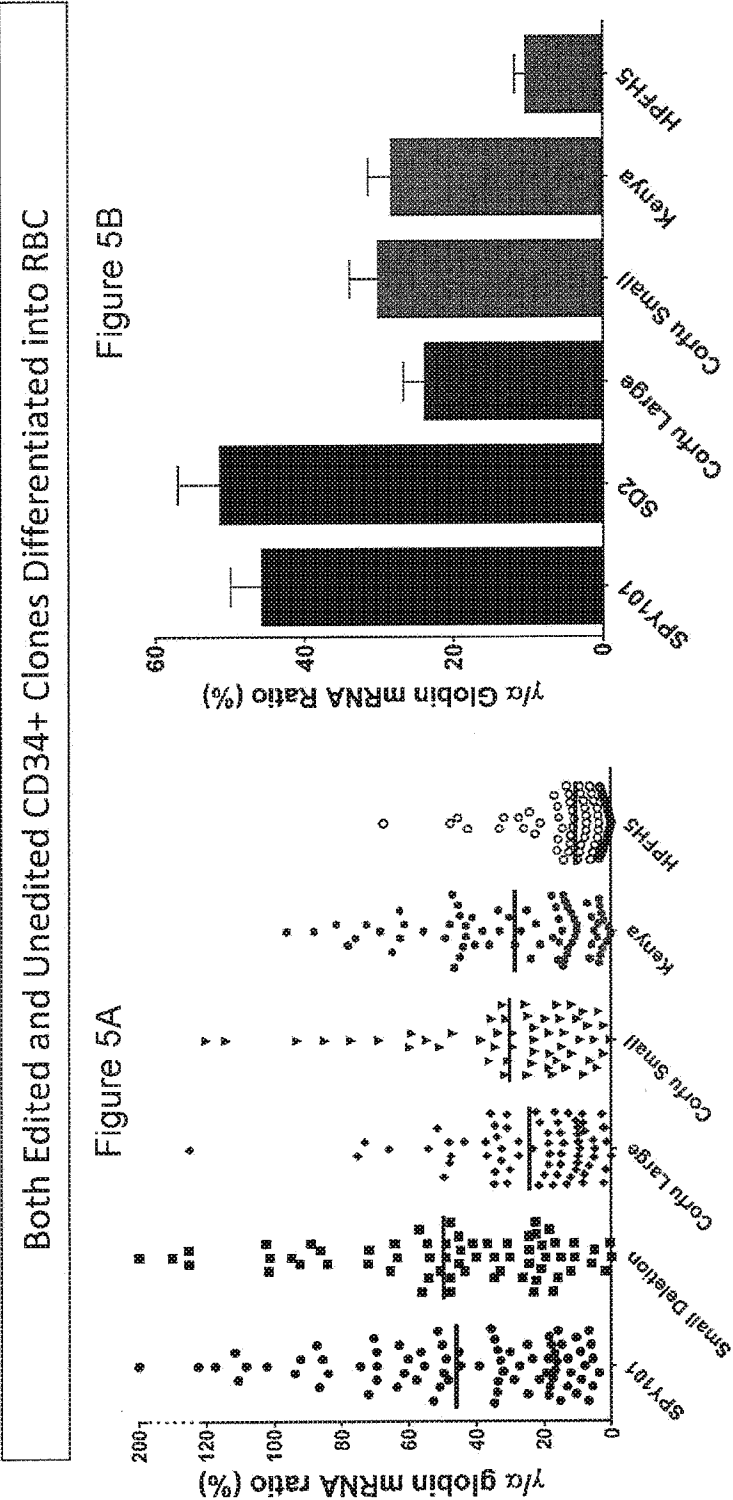 Both Edited and Unedited CD34+ Clones Differentiated into RBC
Figure 5A
γ/α globin mRNA ratio (%)
200
120
100
80
60
40
20
0
SPY101
Small Deletion
Corfu Large
Corfu Small
Kenya
HPFH5
Figure 5B
γ/α Globin mRNA Ratio (%)
60
40
20
0
SPY101
SD2
Corfu Large
Corfu Small
Kenya
HPFH5